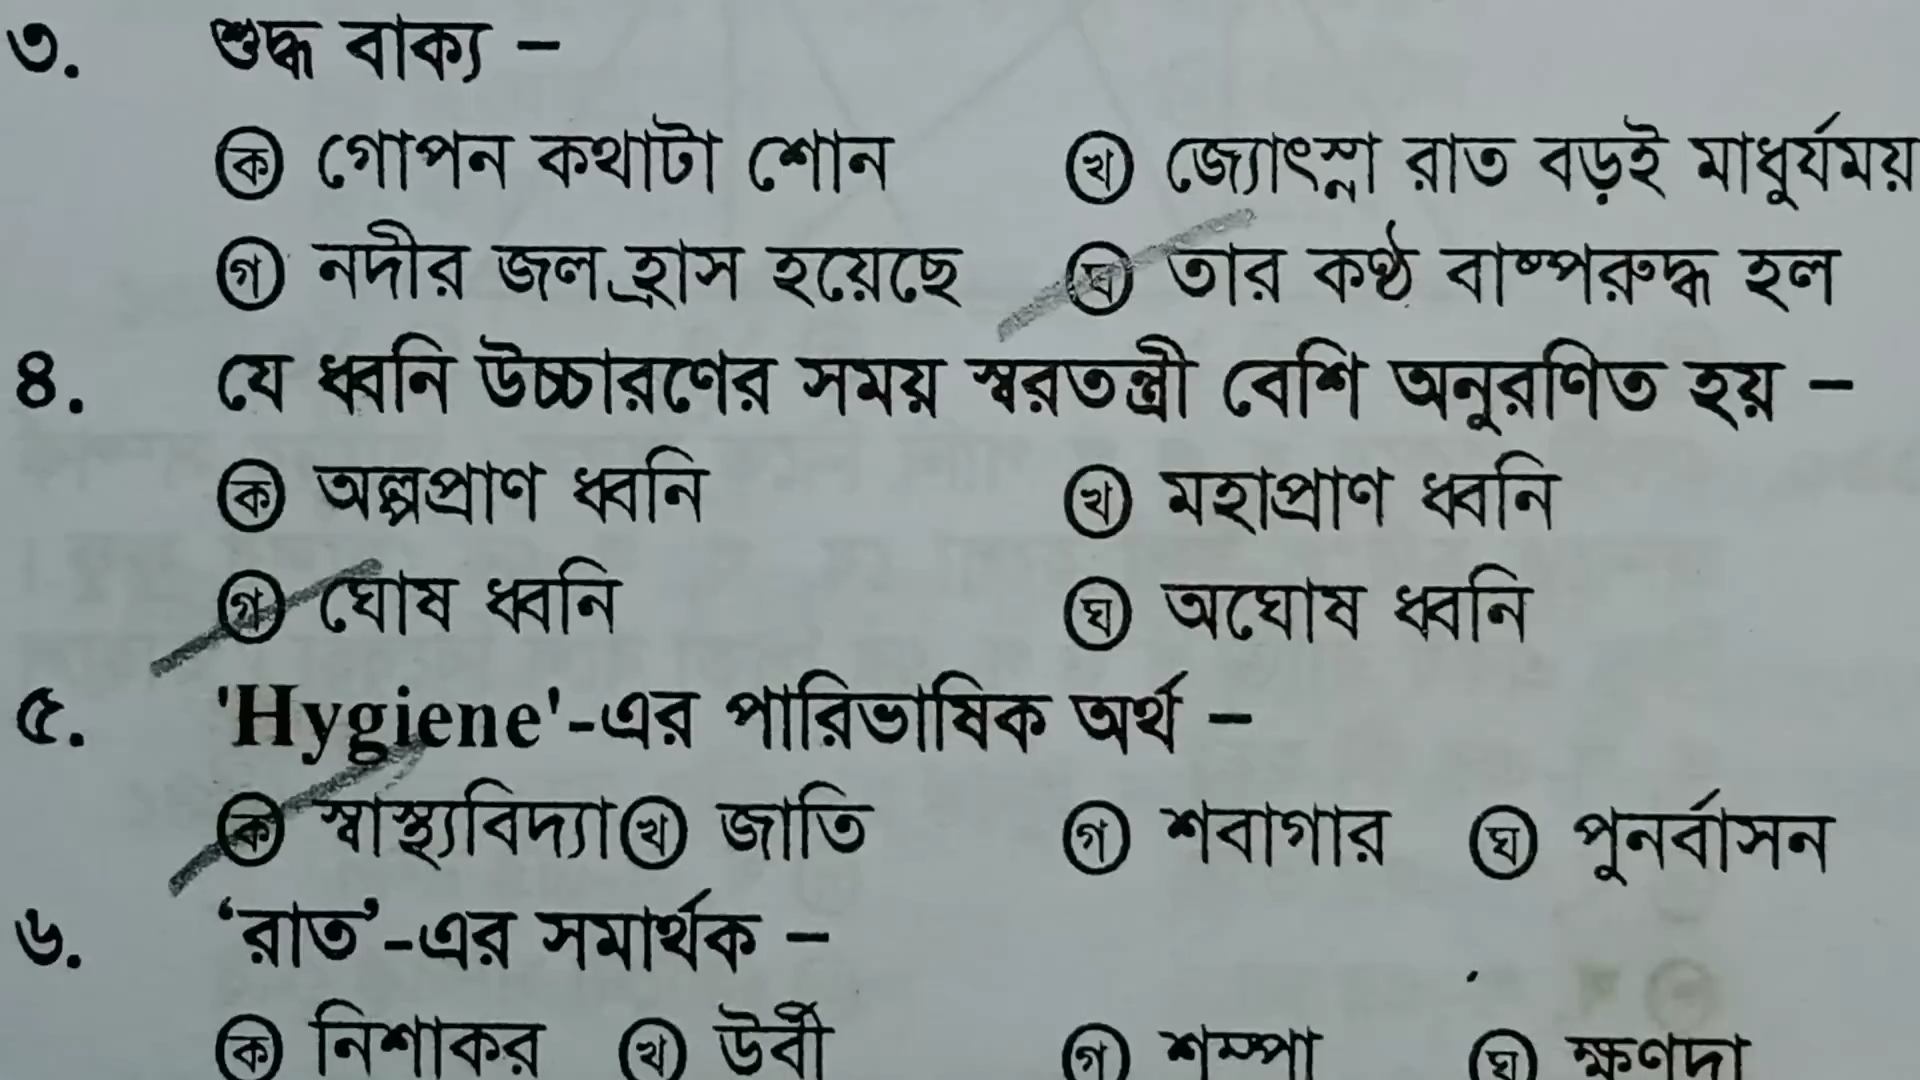 ৩. শুদ্ধ বাক্য –
ক গোপন কথাটা শোন খ জ্যোৎস্না রাত বড়ই মাধুর্যময়
গ নদীর জল হ্রাস হয়েছে ঘ তার কণ্ঠ বাষ্পরুদ্ধ হল
৪. যে ধ্বনি উচ্চারণের সময় স্বরতন্ত্রী বেশি অনুরণিত হয় –
ক অল্পপ্রাণ ধ্বনি খ মহাপ্রাণ ধ্বনি
গ ঘোষ ধ্বনি ঘ অঘোষ ধ্বনি
৫. 'Hygiene'-এর পারিভাষিক অর্থ –
ক স্বাস্থ্যবিদ্যা খ জাতি গ শবাগার ঘ পুনর্বাসন
৬. ‘রাত’-এর সমার্থক –
ক নিশাকর খ উর্বী গ শম্পা ঘ ক্ষণদা